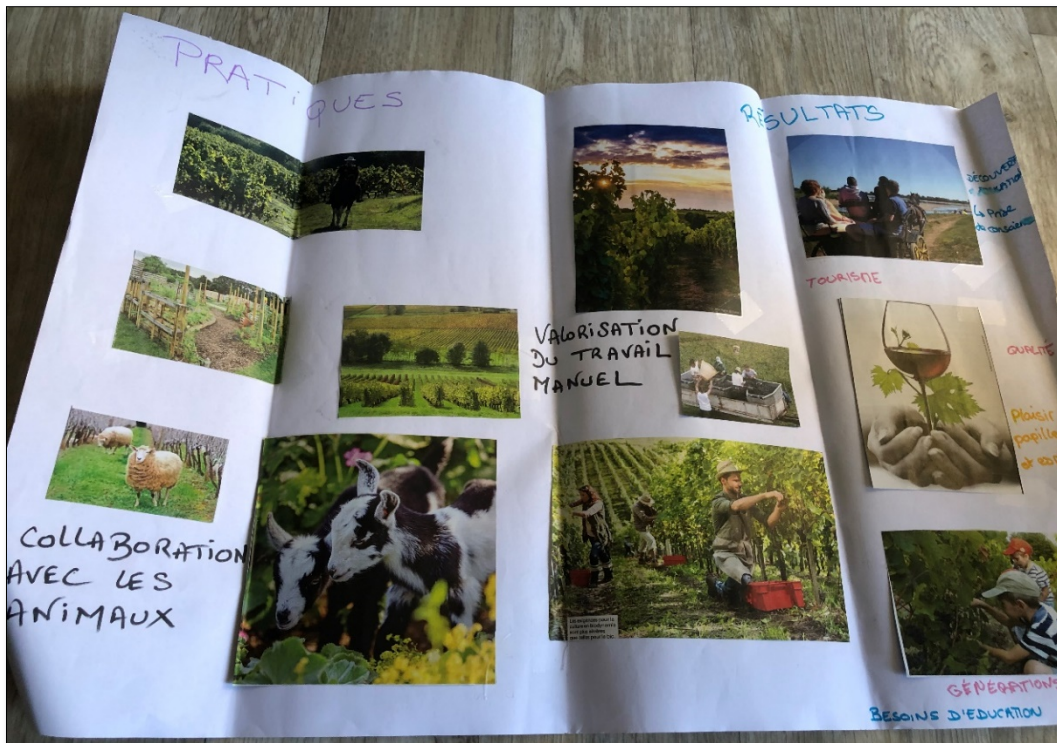 PRATIQUES
RÉSULTATS
DÉCOUVERTE
La Prise
de conscience
TOURISME
VALORISATION
DU TRAVAIL
MANUEL
QUALITÉ
Plaisir
papille
COLLABORATION
AVEC LES
ANIMAUX
GÉNÉRATIONS
BESOINS D'EDUCATION